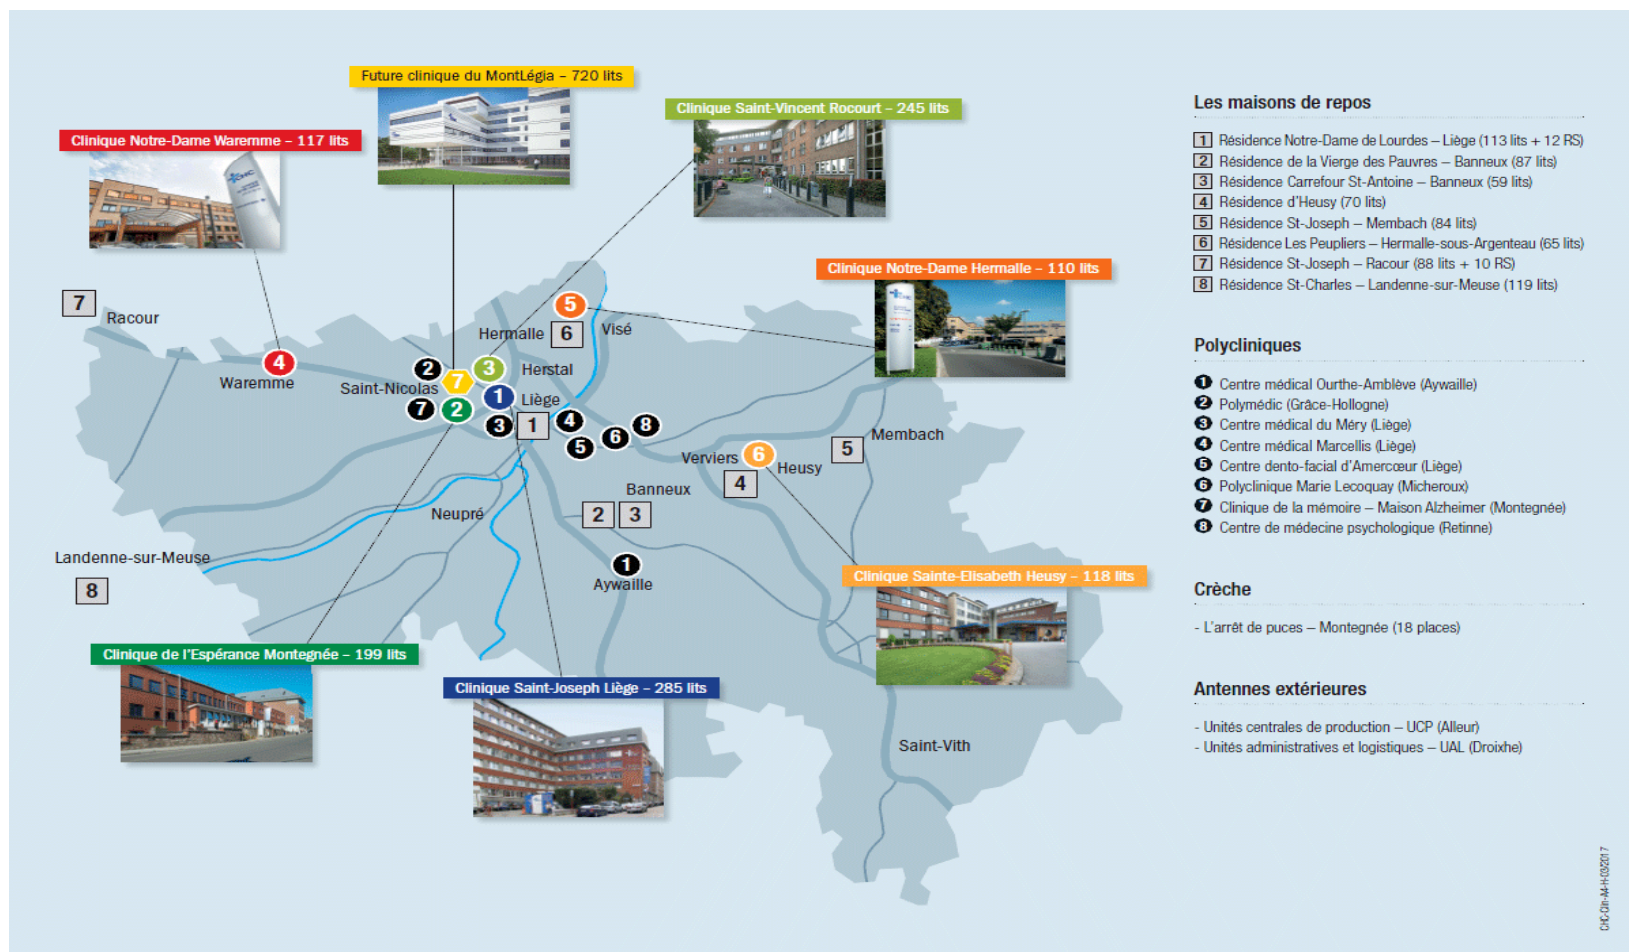 Future clinique du MontLégia – 720 lits
Clinique Saint-Vincent Rocourt – 245 lits
Clinique Notre-Dame Waremme – 117 lits
CHC
Clinique Notre-Dame Hermalle – 110 lits
CHC
7
Racour
5
Hermalle
6
Visé
4
Waremme
2
3
Herstal
Saint-Nicolas
7
1
Liège
7
2
3
1
4
5
6
8
Membach
5
Verviers
6
Heusy
4
Banneux
2
3
Neupré
Landenne-sur-Meuse
8
1
Aywaille
Clinique Sainte-Elisabeth Heusy – 118 lits
Clinique de l'Espérance Montegnée – 199 lits
Clinique Saint-Joseph Liège – 285 lits
Saint-Vith
Les maisons de repos
1 Résidence Notre-Dame de Lourdes – Liège (113 lits + 12 RS)
2 Résidence de la Vierge des Pauvres – Banneux (87 lits)
3 Résidence Carrefour St-Antoine – Banneux (59 lits)
4 Résidence d'Heusy (70 lits)
5 Résidence St-Joseph – Membach (84 lits)
6 Résidence Les Peupliers – Hermalle-sous-Argenteau (65 lits)
7 Résidence St-Joseph – Racour (88 lits + 10 RS)
8 Résidence St-Charles – Landenne-sur-Meuse (119 lits)
Polycliniques
1 Centre médical Ourthe-Amblève (Aywaille)
2 Polymédic (Grâce-Hollogne)
3 Centre médical du Méry (Liège)
4 Centre médical Marcellis (Liège)
5 Centre dento-facial d'Amercœur (Liège)
6 Polyclinique Marie Lecoquay (Micheroux)
7 Clinique de la mémoire – Maison Alzheimer (Montegnée)
8 Centre de médecine psychologique (Retinne)
Crèche
- L'arrêt de puces – Montegnée (18 places)
Antennes extérieures
- Unités centrales de production – UCP (Alleur)
- Unités administratives et logistiques – UAL (Droixhe)
CHC-Clin-A4-H-03/2017